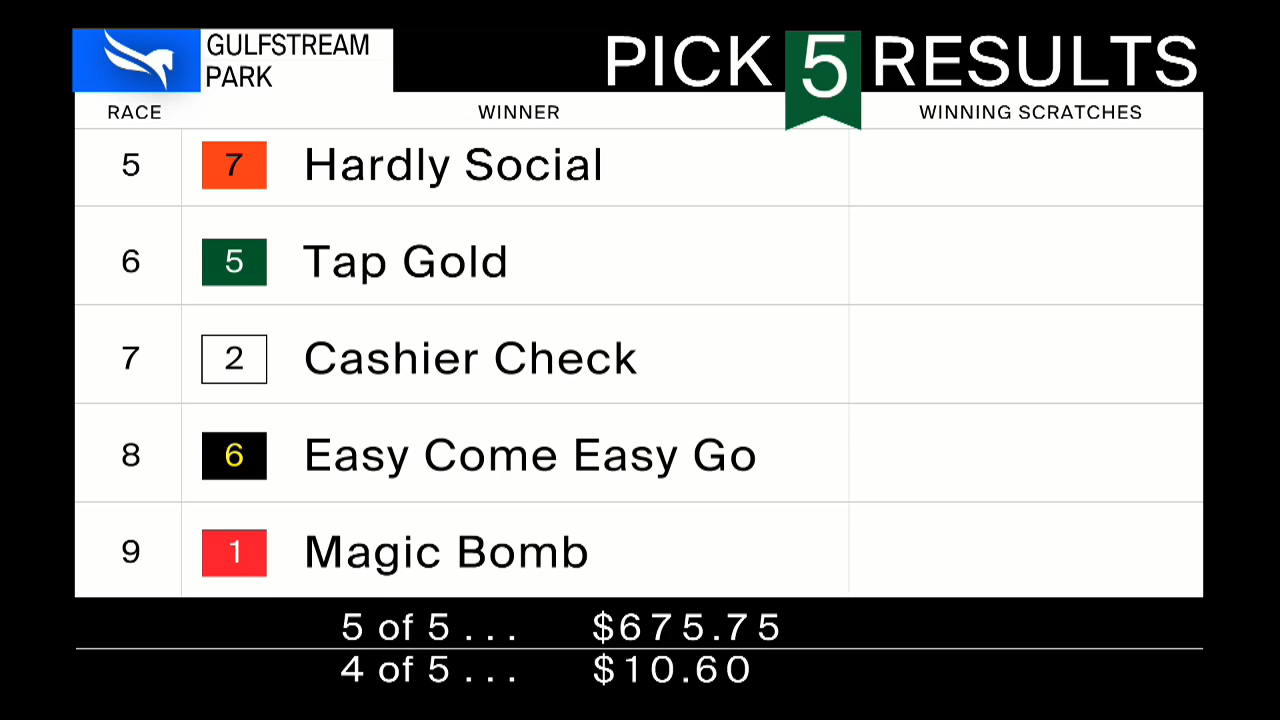 GULFSTREAM
PARK
PICK 5 RESULTS
RACE WINNER WINNING SCRATCHES
5 7 Hardly Social
6 5 Tap Gold
7 2 Cashier Check
8 6 Easy Come Easy Go
9 1 Magic Bomb
5 of 5 . . . $675.75
4 of 5 . . . $10.60